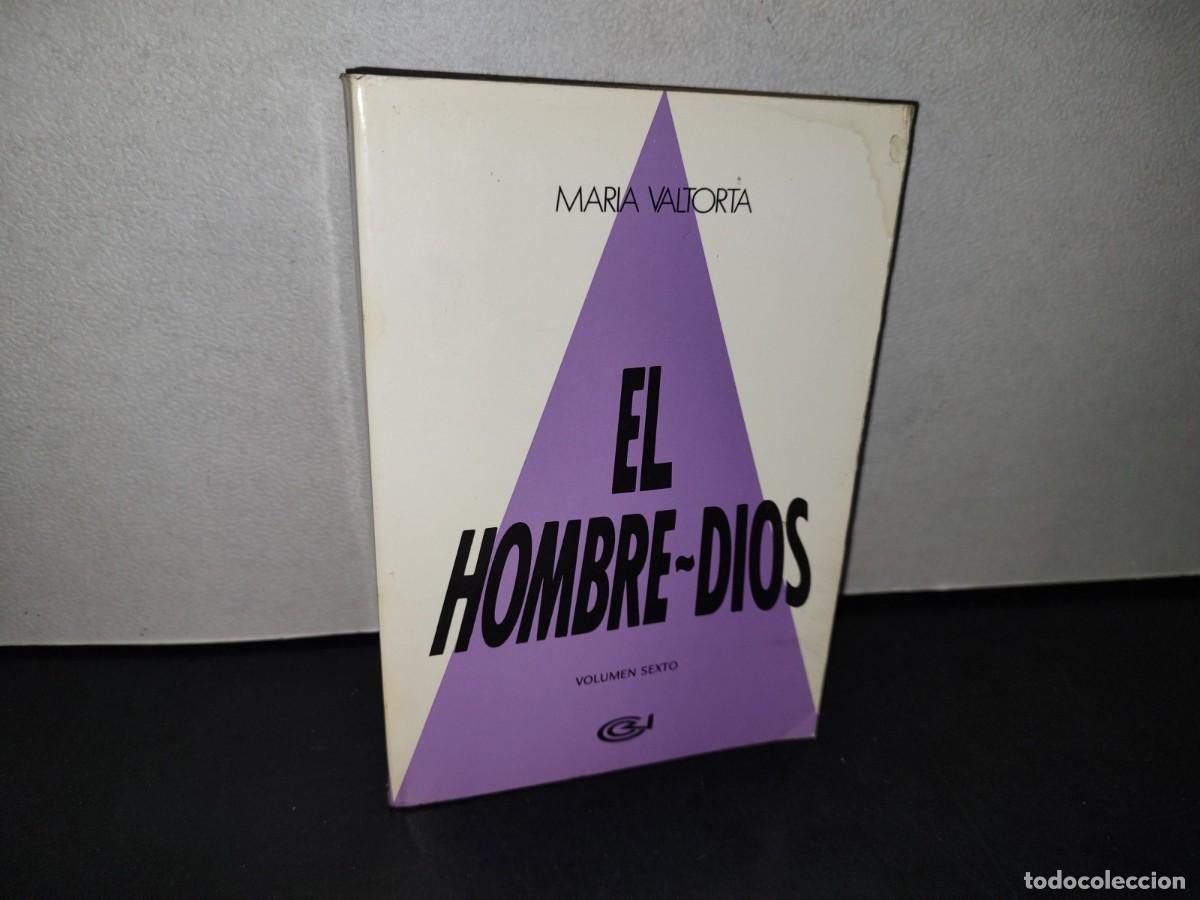 MARIA VALTORTA
EL
HOMBRE~DIOS
VOLUMEN SEXTO
todocoleccion